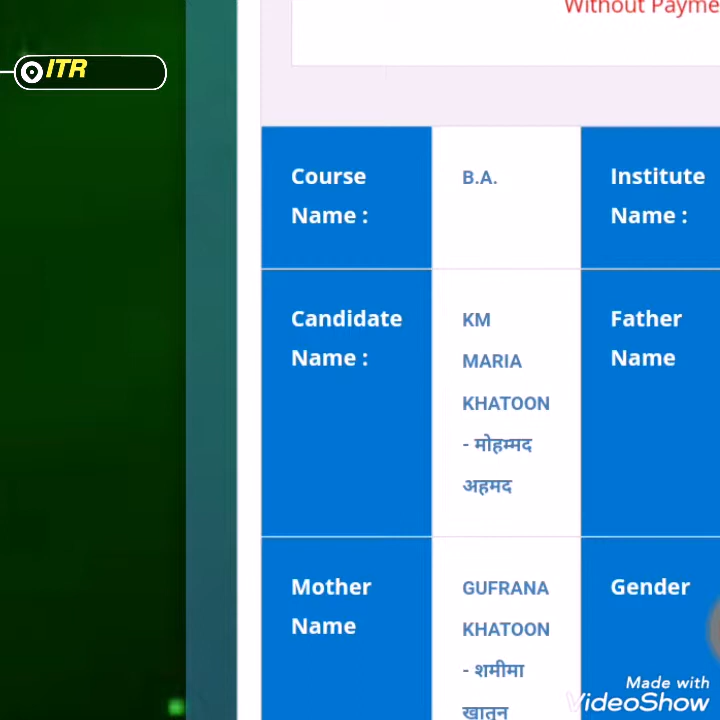 Without Payme
ITR
Course
Name :
B.A.
Institute
Name :
Candidate
Name :
KM
MARIA
KHATOON
- मोहम्मद
अहमद
Father
Name
Mother
Name
GUFRANA
KHATOON
- शमीमा
खातून
Gender
Made with
VideoShow